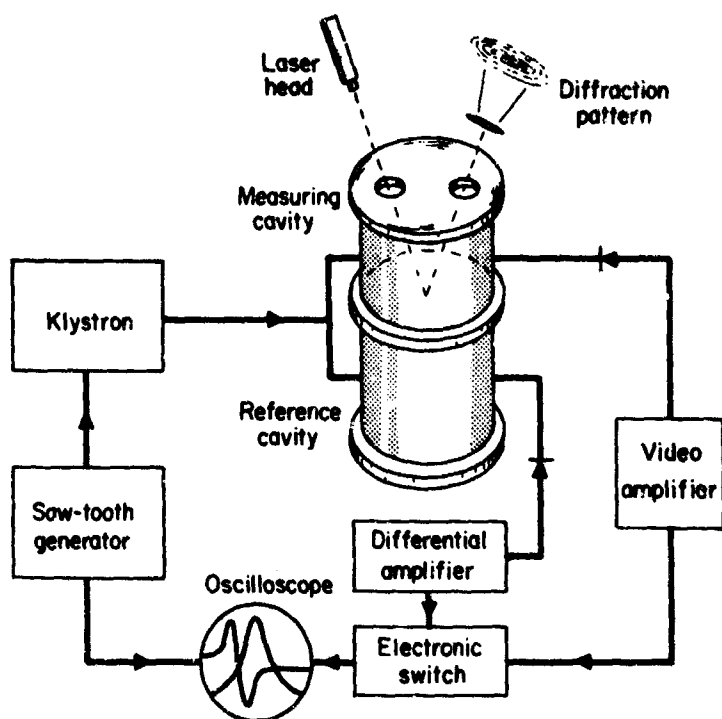 Laser
head
Diffraction
pattern
Measuring
cavity
Klystron
Reference
cavity
Video
amplifier
Saw-tooth
generator
Differential
amplifier
Oscilloscope
Electronic
switch